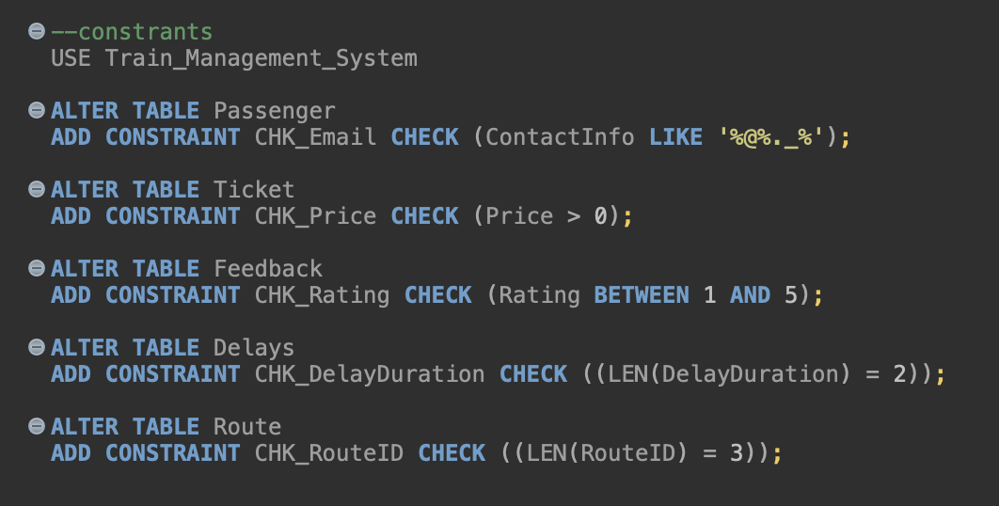 --constrants
USE Train_Management_System
ALTER TABLE Passenger
ADD CONSTRAINT CHK_Email CHECK (ContactInfo LIKE '%@%._%');
ALTER TABLE Ticket
ADD CONSTRAINT CHK_Price CHECK (Price > 0);
ALTER TABLE Feedback
ADD CONSTRAINT CHK_Rating CHECK (Rating BETWEEN 1 AND 5);
ALTER TABLE Delays
ADD CONSTRAINT CHK_DelayDuration CHECK ((LEN(DelayDuration) = 2));
ALTER TABLE Route
ADD CONSTRAINT CHK_RouteID CHECK ((LEN(RouteID) = 3));